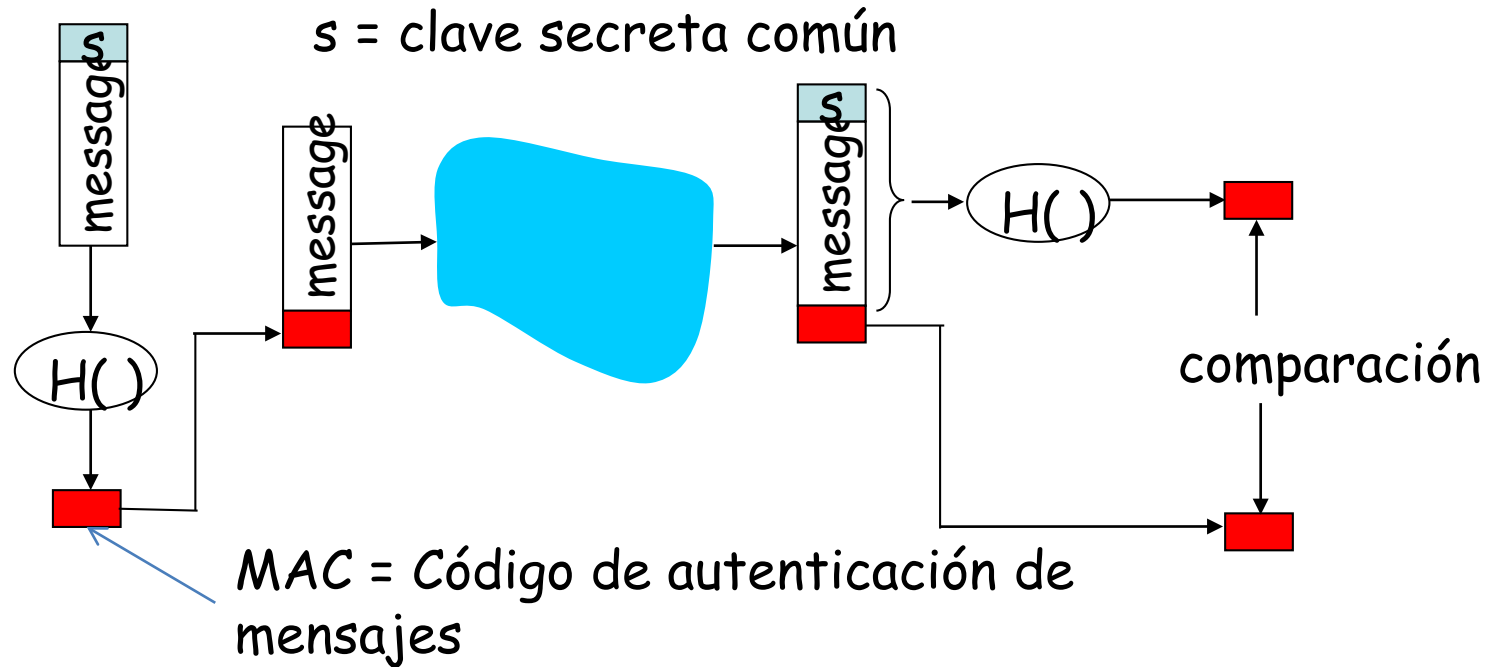 s = clave secreta común
s
message
message
s
message
H( )
H( )
comparación
MAC = Código de autenticación de
mensajes